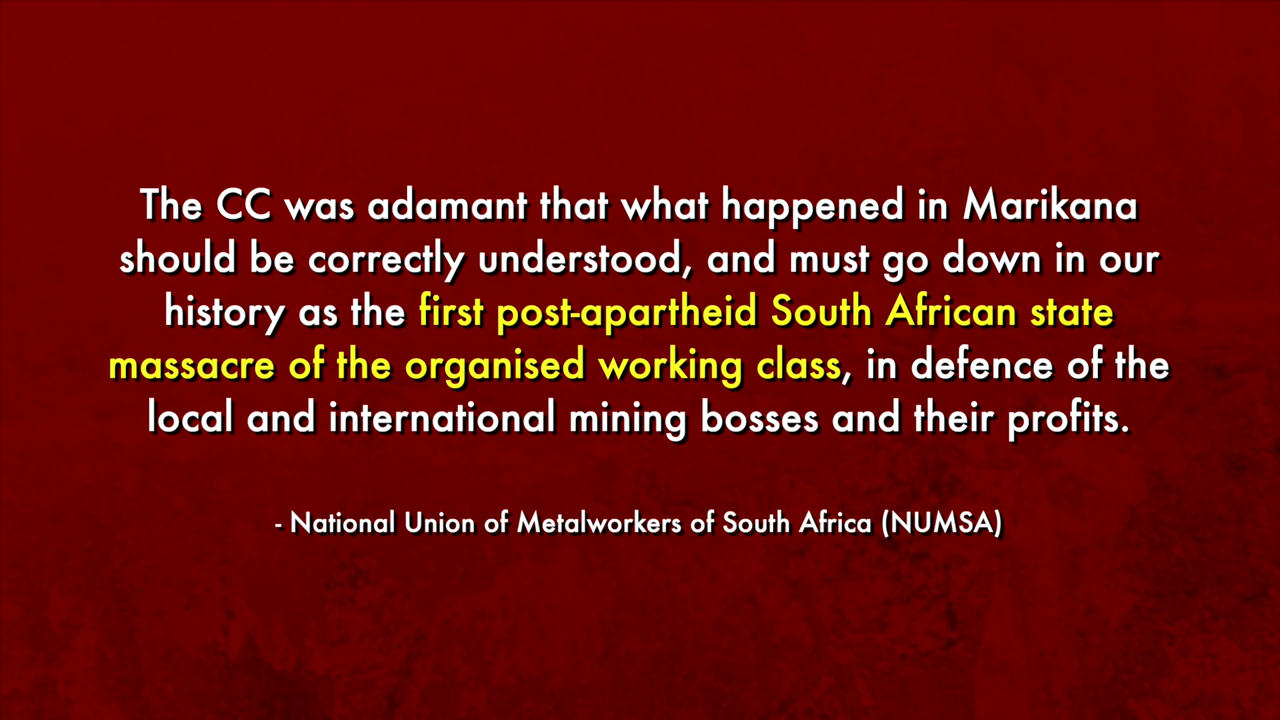 The CC was adamant that what happened in Marikana
should be correctly understood, and must go down in our
history as the first post-apartheid South African state
massacre of the organised working class, in defence of the
local and international mining bosses and their profits.
- National Union of Metalworkers of South Africa (NUMSA)